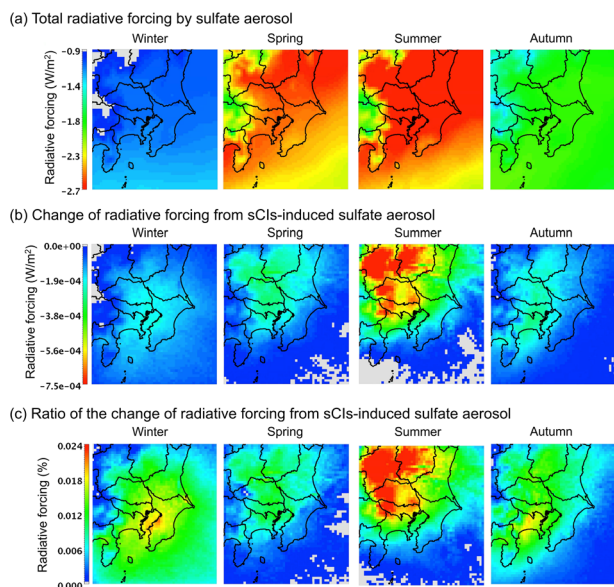 (a) Total radiative forcing by sulfate aerosol
Winter Spring Summer Autumn
Radiative forcing (W/m²)
−0.9
−1.4
−1.8
−2.3
−2.7
(b) Change of radiative forcing from sCIs-induced sulfate aerosol
Winter Spring Summer Autumn
Radiative forcing (W/m²)
0.0e+00
−1.9e−04
−3.8e−04
−5.6e−04
−7.5e−04
(c) Ratio of the change of radiative forcing from sCIs-induced sulfate aerosol
Winter Spring Summer Autumn
Radiative forcing (%)
0.024
0.018
0.012
0.006
0.000